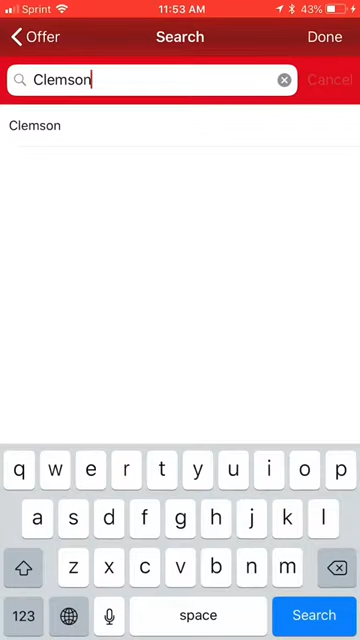 Sprint 11:53 AM 43%
Offer Search Done
Clemson Cancel
Clemson
q w e r t y u i o p
a s d f g h j k l
z x c v b n m
123 space Search